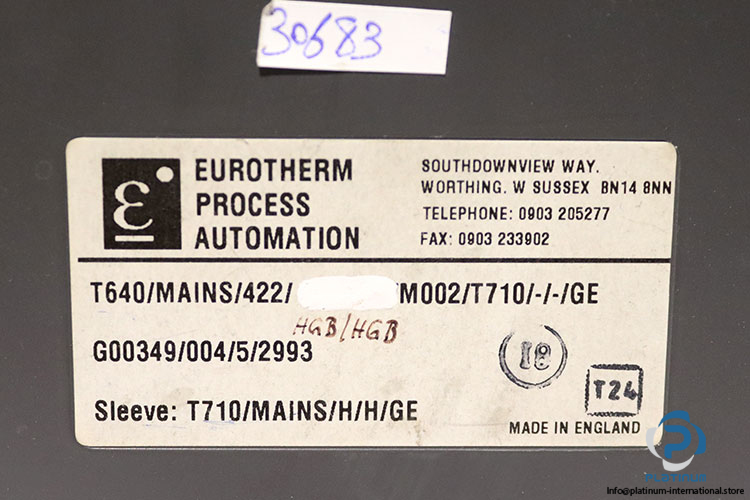 30683
EUROTHERM
PROCESS
AUTOMATION
SOUTHDOWNVIEW WAY.
WORTHING. W SUSSEX BN14 8NN
TELEPHONE: 0903 205277
FAX: 0903 233902
T640/MAINS/422/ /M002/T710/-/-/GE
HGB/HGB
G00349/004/5/2993
18
T24
Sleeve: T710/MAINS/H/H/GE
MADE IN ENGLAND
PLATINUM
Info@platinum-international.store